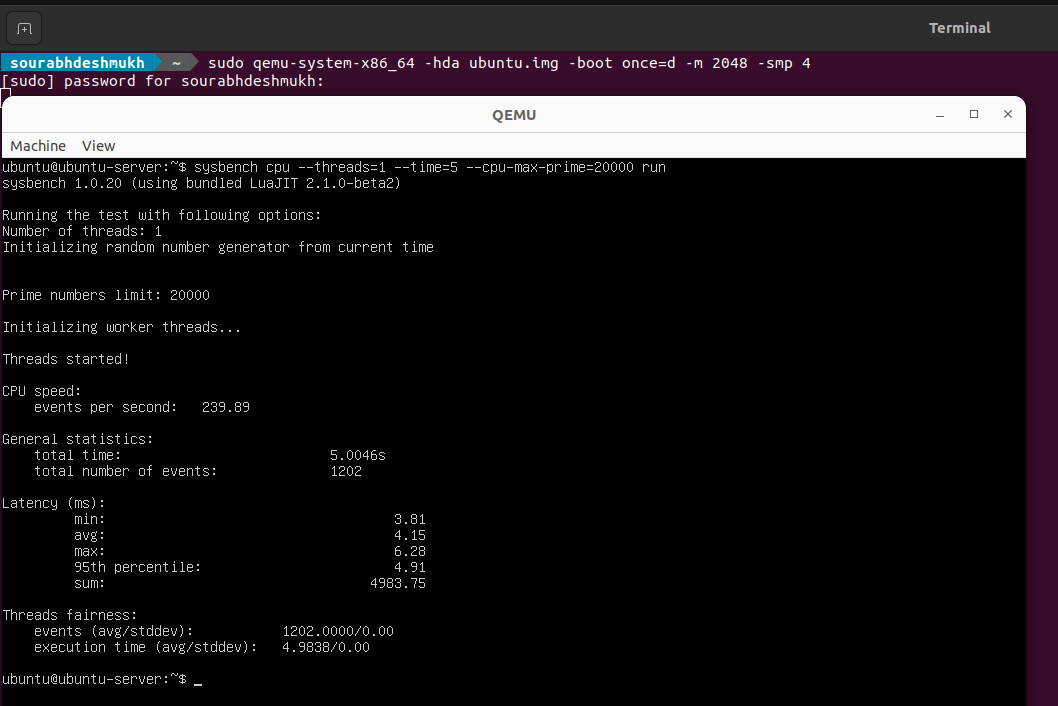 Terminal
sourabhdeshmukh ~ sudo qemu-system-x86_64 -hda ubuntu.img -boot once=d -m 2048 -smp 4
[sudo] password for sourabhdeshmukh:
QEMU
Machine View
ubuntu@ubuntu-server:~$ sysbench cpu --threads=1 --time=5 --cpu-max-prime=20000 run
sysbench 1.0.20 (using bundled LuaJIT 2.1.0-beta2)
Running the test with following options:
Number of threads: 1
Initializing random number generator from current time
Prime numbers limit: 20000
Initializing worker threads...
Threads started!
CPU speed:
events per second: 239.89
General statistics:
total time: 5.0046s
total number of events: 1202
Latency (ms):
min: 3.81
avg: 4.15
max: 6.28
95th percentile: 4.91
sum: 4983.75
Threads fairness:
events (avg/stddev): 1202.0000/0.00
execution time (avg/stddev): 4.9838/0.00
ubuntu@ubuntu-server:~$ _